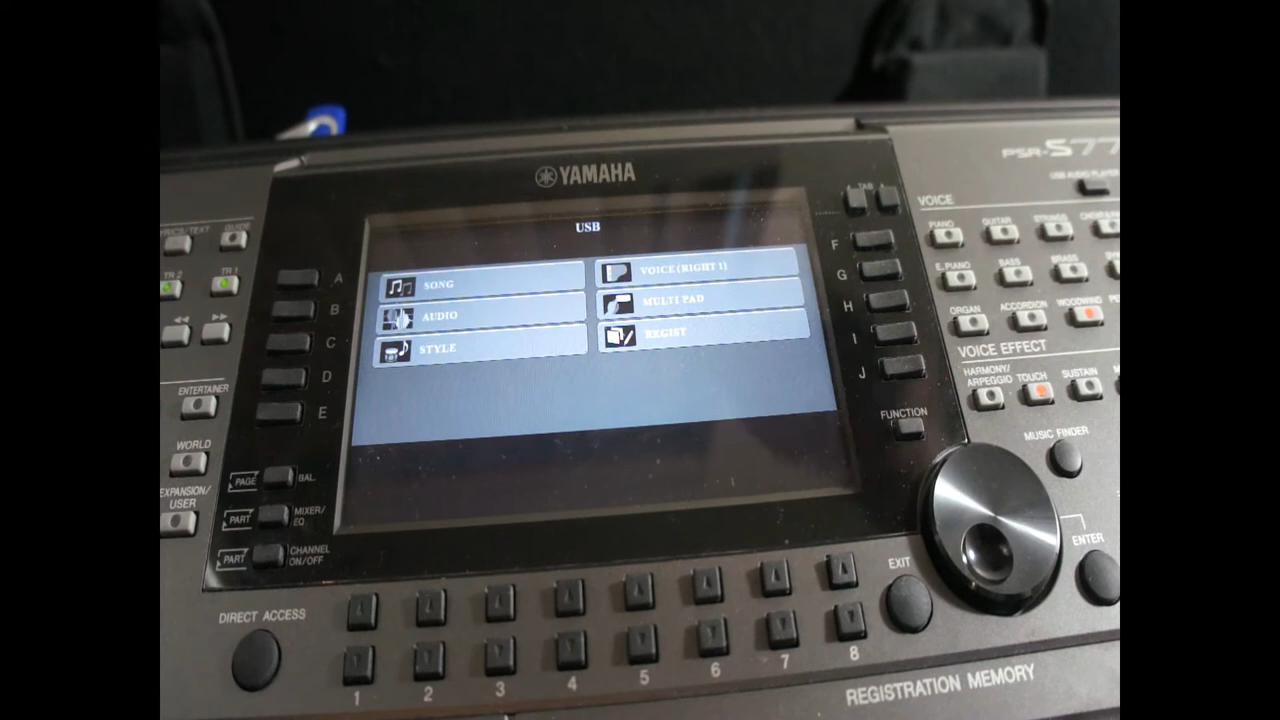 YAMAHA
PSR-S77
USB AUDIO PLAYER
TAB
VOICE
USB
SONG
VOICE(RIGHT 1)
AUDIO
MULTI PAD
STYLE
REGIST
GUIDE
TR 2
TR 1
ENTERTAINER
WORLD
EXPANSION/
USER
A
B
C
D
E
F
G
H
I
J
PIANO
GUITAR
STRINGS
E.PIANO
BASS
BRASS
ORGAN
ACCORDION
WOODWIND
VOICE EFFECT
HARMONY/
ARPEGGIO
TOUCH
SUSTAIN
FUNCTION
MUSIC FINDER
PAGE
BAL.
PART
MIXER/
EQ
PART
CHANNEL
ON/OFF
DIRECT ACCESS
EXIT
ENTER
1
2
3
4
5
6
7
8
REGISTRATION MEMORY